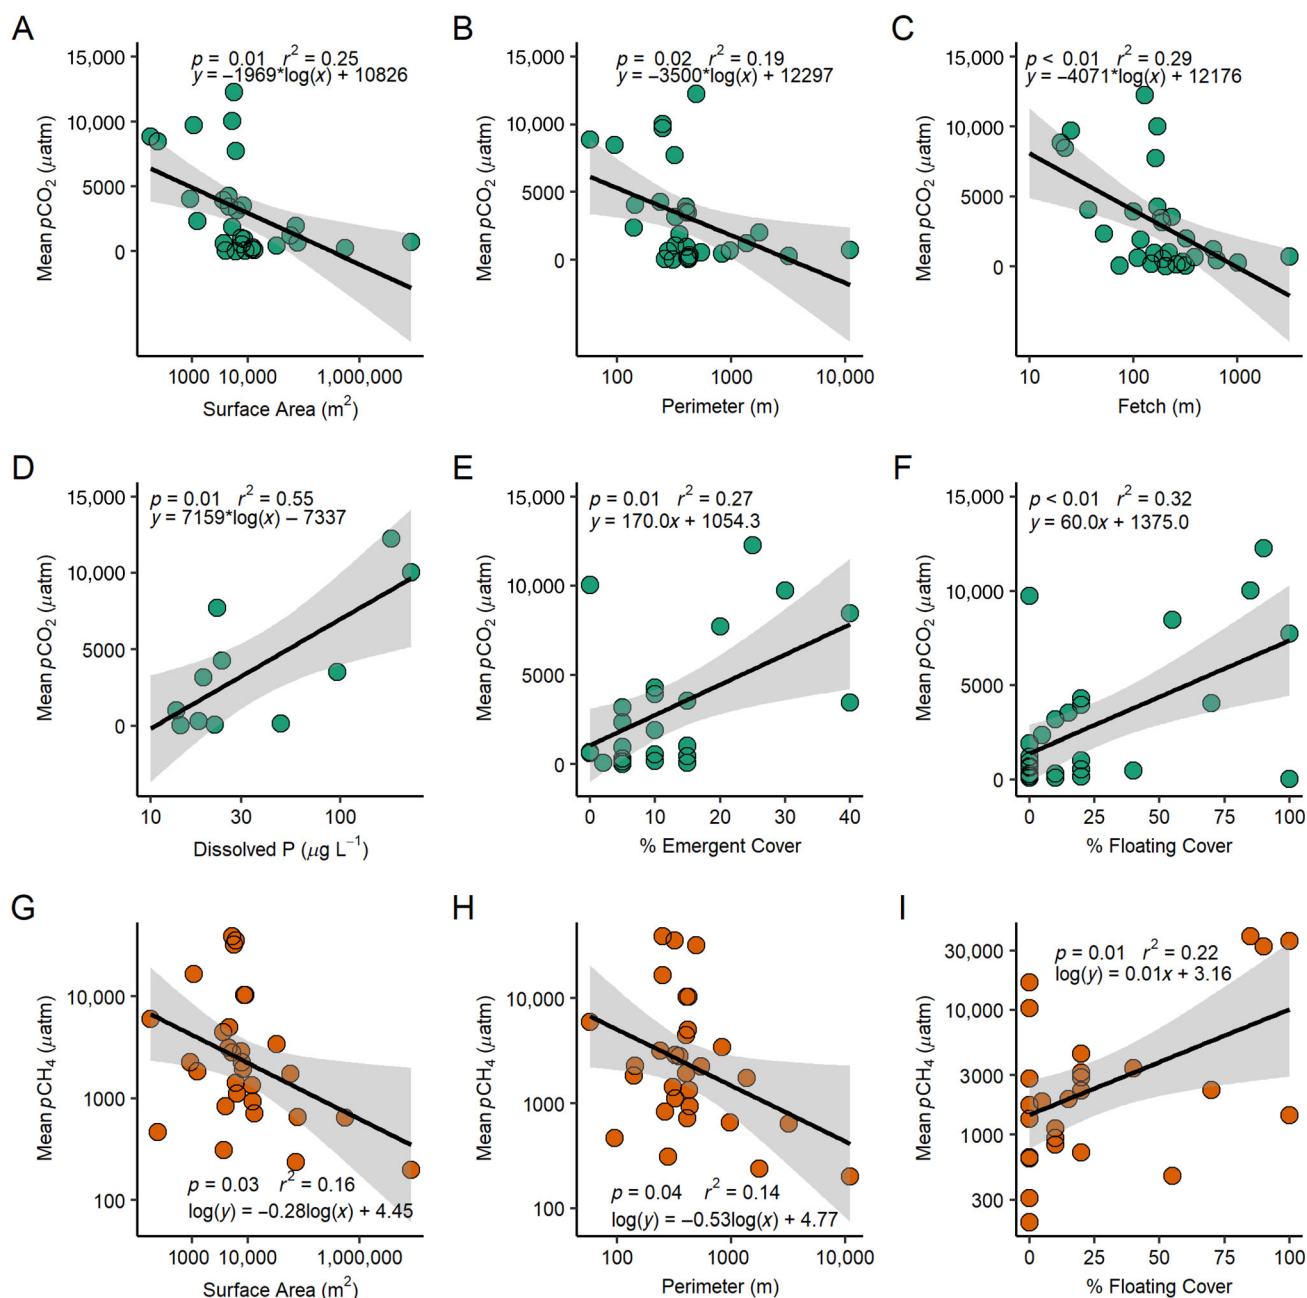 A
p = 0.01 r² = 0.25
y = −1969*log(x) + 10826
15,000
10,000
5000
0
Mean pCO₂ (μatm)
1000 10,000 1,000,000
Surface Area (m²)
B
p = 0.02 r² = 0.19
y = −3500*log(x) + 12297
15,000
10,000
5000
0
Mean pCO₂ (μatm)
100 1000 10,000
Perimeter (m)
C
p < 0.01 r² = 0.29
y = −4071*log(x) + 12176
15,000
10,000
5000
0
Mean pCO₂ (μatm)
10 100 1000
Fetch (m)
D
p = 0.01 r² = 0.55
y = 7159*log(x) − 7337
15,000
10,000
5000
0
Mean pCO₂ (μatm)
10 30 100
Dissolved P (μg L⁻¹)
E
p = 0.01 r² = 0.27
y = 170.0x + 1054.3
15,000
10,000
5000
0
Mean pCO₂ (μatm)
0 10 20 30 40
% Emergent Cover
F
p < 0.01 r² = 0.32
y = 60.0x + 1375.0
15,000
10,000
5000
0
Mean pCO₂ (μatm)
0 25 50 75 100
% Floating Cover
G
10,000
1000
100
Mean pCH₄ (μatm)
p = 0.03 r² = 0.16
log(y) = −0.28log(x) + 4.45
1000 10,000 1,000,000
Surface Area (m²)
H
10,000
1000
100
Mean pCH₄ (μatm)
p = 0.04 r² = 0.14
log(y) = −0.53log(x) + 4.77
100 1000 10,000
Perimeter (m)
I
p = 0.01 r² = 0.22
log(y) = 0.01x + 3.16
30,000
10,000
3000
1000
300
Mean pCH₄ (μatm)
0 25 50 75 100
% Floating Cover